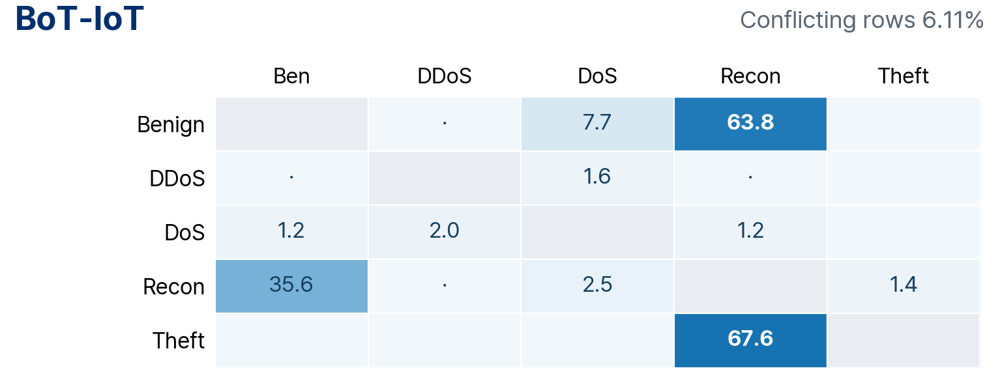 BoT-IoT Conflicting rows 6.11%
Ben DDoS DoS Recon Theft
Benign · 7.7 63.8
DDoS · 1.6 ·
DoS 1.2 2.0 1.2
Recon 35.6 · 2.5 1.4
Theft 67.6